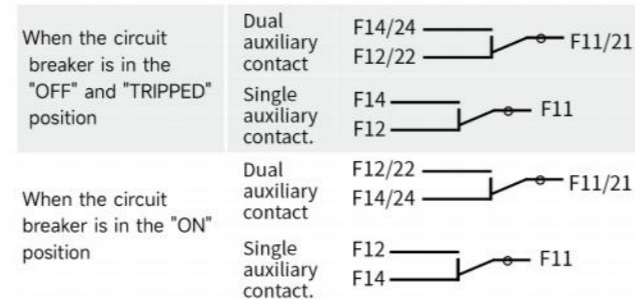 When the circuit
breaker is in the
"OFF" and "TRIPPED"
position
Dual
auxiliary
contact
F14/24
F12/22
F11/21
Single
auxiliary
contact.
F14
F12
F11
When the circuit
breaker is in the "ON"
position
Dual
auxiliary
contact
F12/22
F14/24
F11/21
Single
auxiliary
contact.
F12
F14
F11